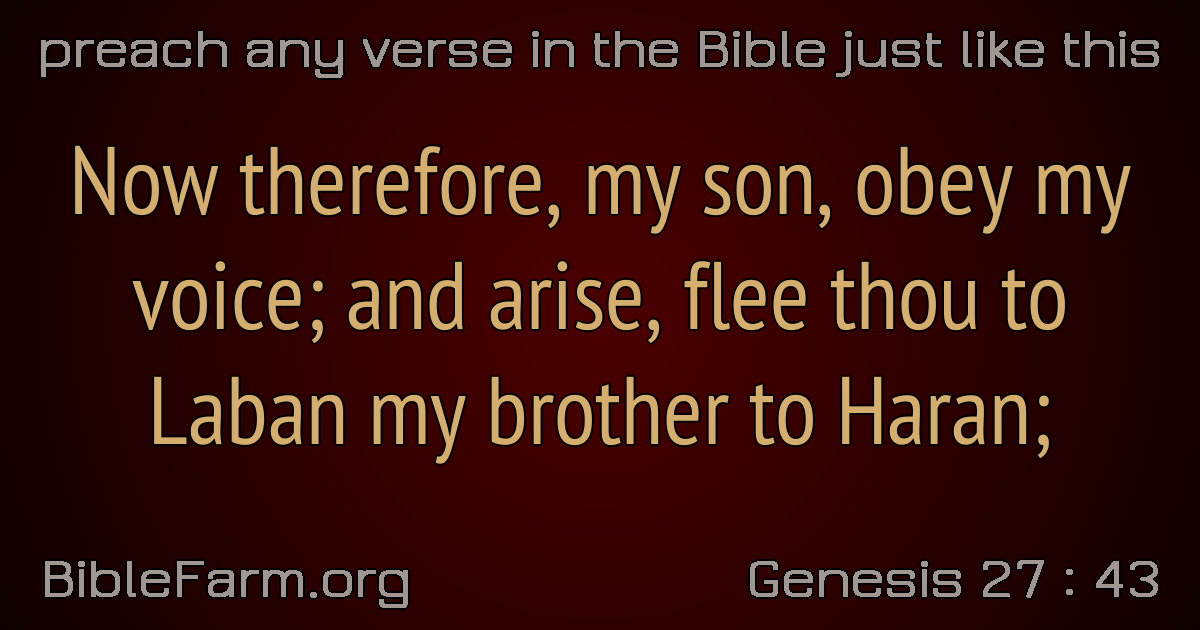 preach any verse in the Bible just like this
Now therefore, my son, obey my
voice; and arise, flee thou to
Laban my brother to Haran;
BibleFarm.org
Genesis 27 : 43